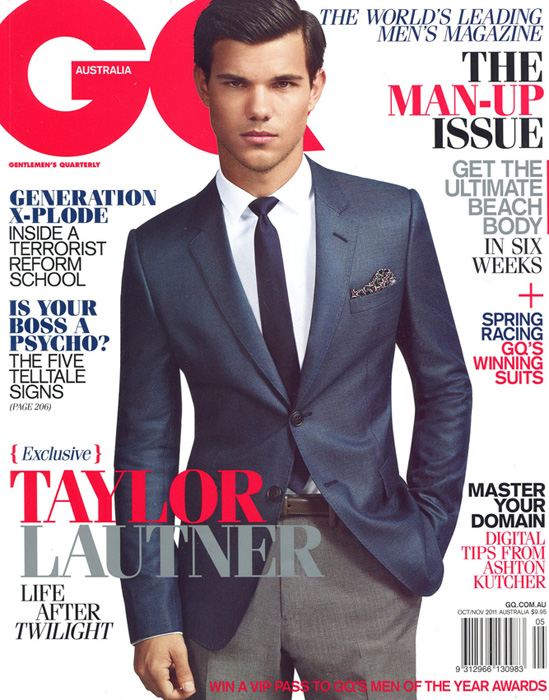 GQ
AUSTRALIA
GENTLEMEN'S QUARTERLY
THE WORLD'S LEADING
MEN'S MAGAZINE
THE
MAN-UP
ISSUE
GET THE
ULTIMATE
BEACH
BODY
IN SIX
WEEKS
+
SPRING
RACING
GQ'S
WINNING
SUITS
GENERATION
X-PLODE
INSIDE A
TERRORIST
REFORM
SCHOOL
IS YOUR
BOSS A
PSYCHO?
THE FIVE
TELLTALE
SIGNS
(PAGE 206)
{ Exclusive }
TAYLOR
LAUTNER
LIFE
AFTER
TWILIGHT
MASTER
YOUR
DOMAIN
DIGITAL
TIPS FROM
ASHTON
KUTCHER
GQ.COM.AU
OCT/NOV 2011 AUSTRALIA $9.95
05
9 312966 130983
WIN A VIP PASS TO GQ'S MEN OF THE YEAR AWARDS